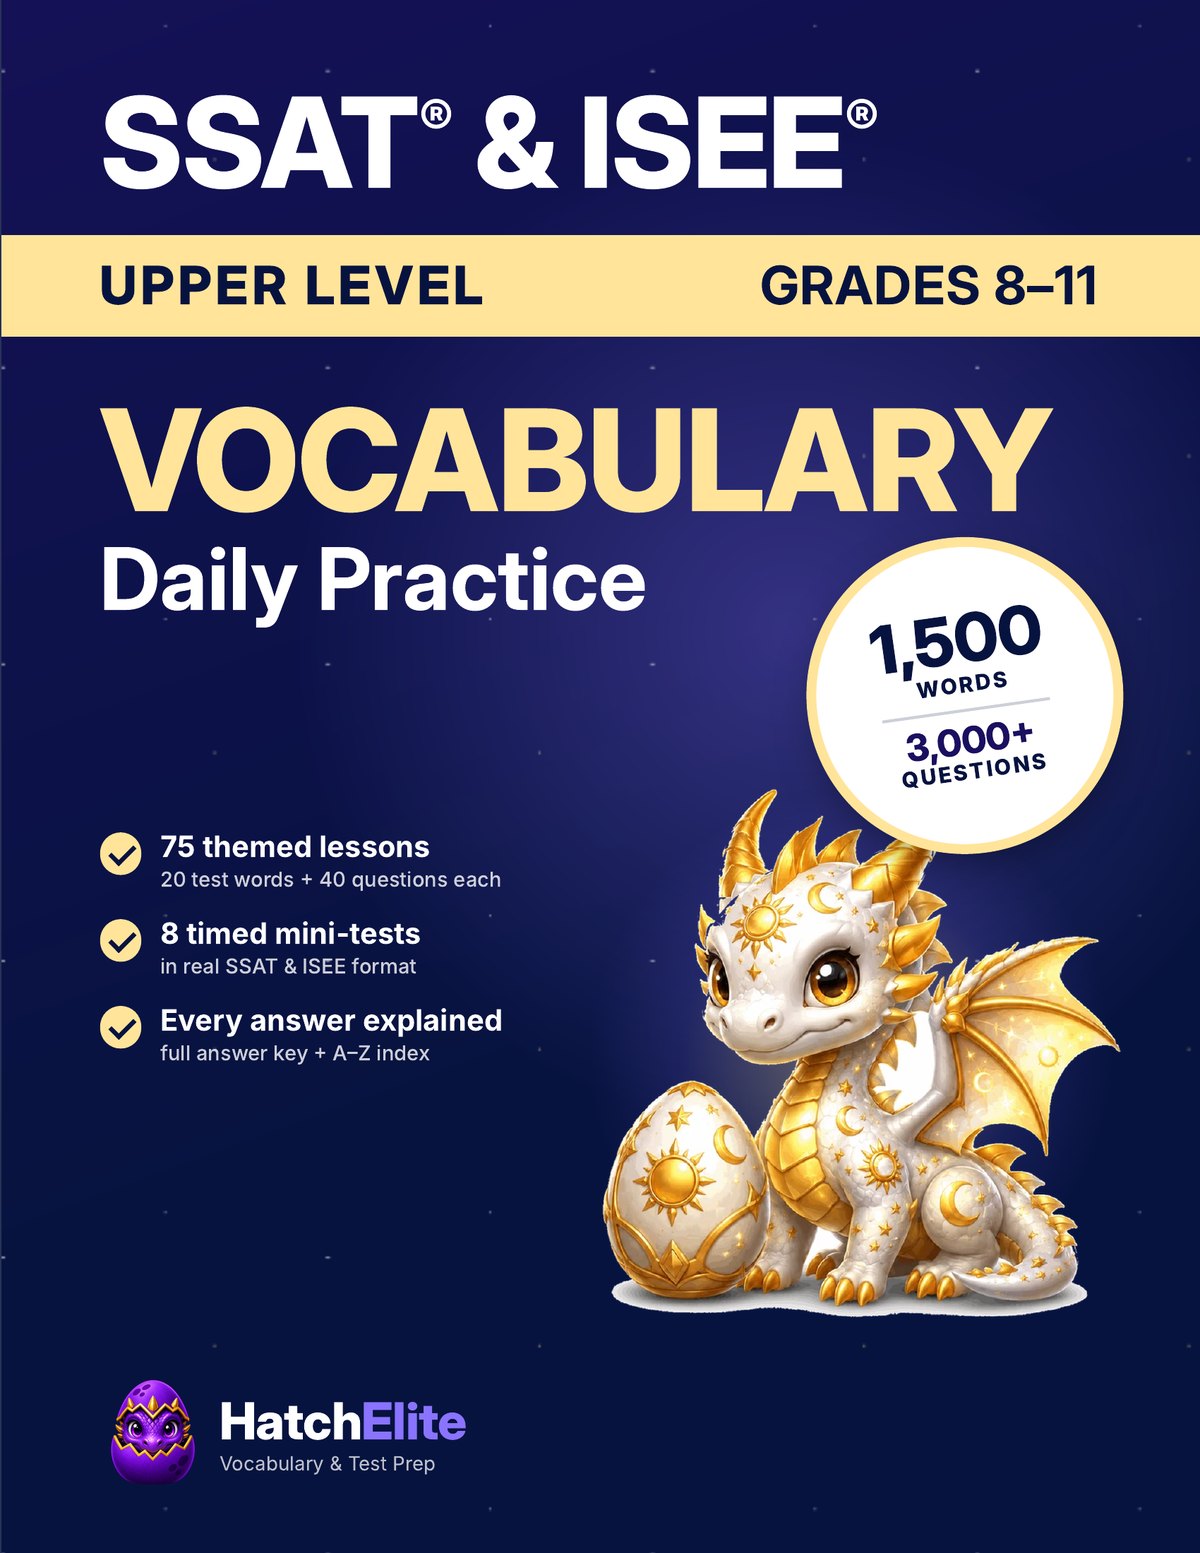 SSAT® & ISEE®
UPPER LEVEL
GRADES 8–11
VOCABULARY
Daily Practice
1,500
WORDS
3,000+
QUESTIONS
75 themed lessons
20 test words + 40 questions each
8 timed mini-tests
in real SSAT & ISEE format
Every answer explained
full answer key + A–Z index
HatchElite
Vocabulary & Test Prep